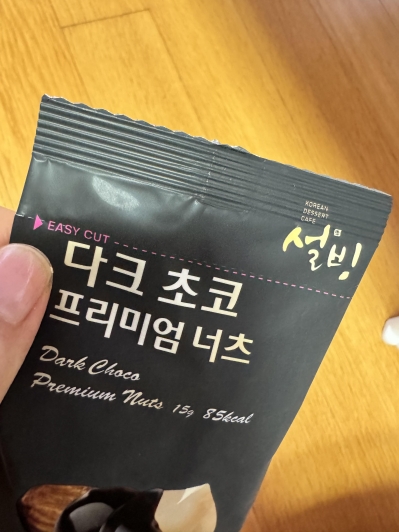 KOREAN
DESSERT
CAFE
설빙
EASY CUT
다크 초코
프리미엄 너츠
Dark Choco
Premium Nuts 15g 85kcal